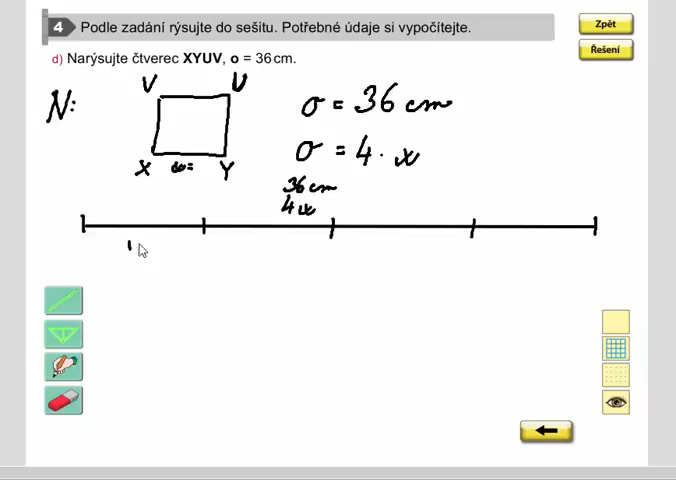 4 Podle zadání rýsujte do sešitu. Potřebné údaje si vypočítejte.
Zpět
Řešení
d) Narýsujte čtverec XYUV, o = 36 cm.
N:
V U
X x= Y
o = 36 cm
o = 4 · x
36 cm
4x